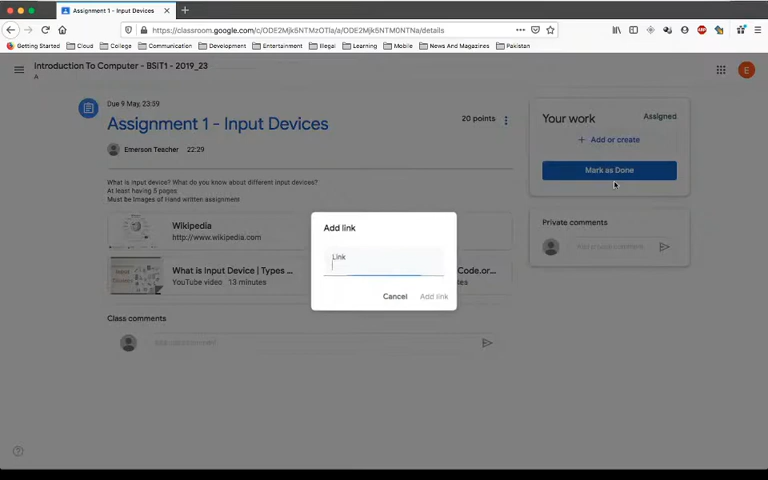 Assignment 1 - Input Devices
https://classroom.google.com/c/ODE2Mjk5NTMzOTla/a/ODE2Mjk5NTM0NTNa/details
Getting Started Cloud College Communication Development Entertainment Illegal Learning Mobile News And Magazines Pakistan
Introduction To Computer - BSIT1 - 2019_23
A
E
Due 9 May, 23:59
Assignment 1 - Input Devices
20 points
Emerson Teacher 22:29
What is input device? What do you know about different input devices?
At least having 5 pages
Must be Images of Hand written assignment
Wikipedia
http://www.wikipedia.com
What is Input Device | Types ...
YouTube video 13 minutes
Code.or...
Class comments
Your work
Assigned
+ Add or create
Mark as Done
Private comments
Add private comment...
Add link
Link
Cancel
Add link